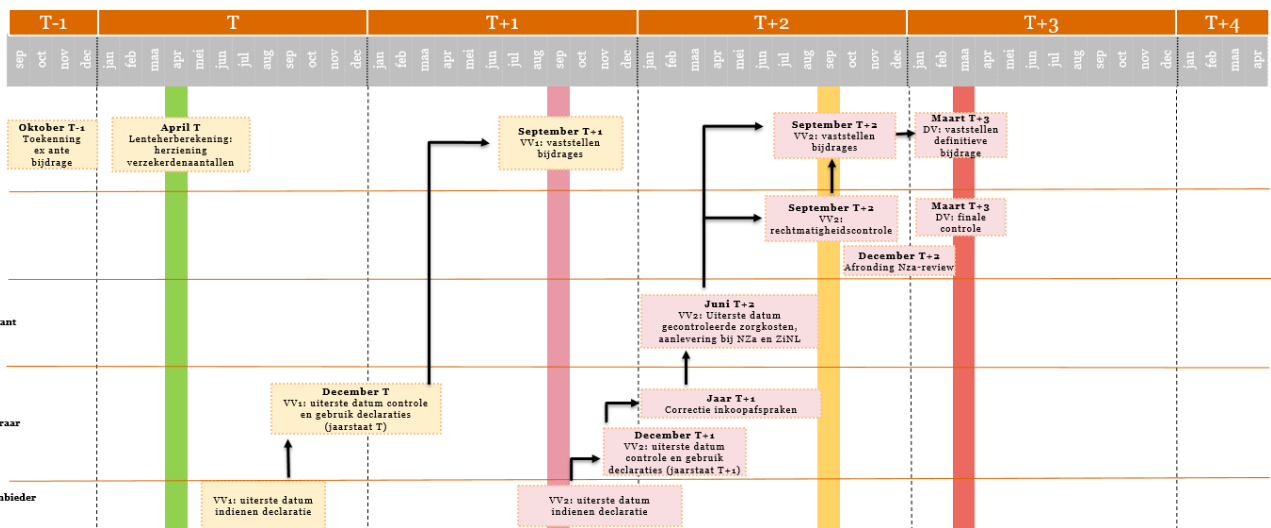 T-1 T T+1 T+2 T+3 T+4
sep oct nov dec jan feb maa apr mei jun jul aug sep oct nov dec jan feb maa apr mei jun jul aug sep oct nov dec jan feb maa apr mei jun jul aug sep oct nov dec jan feb maa apr mei jun jul aug sep oct nov dec jan feb maa apr
Oktober T-1
Toekenning
ex ante
bijdrage
April T
Lenteherberekening:
herziening
verzekerdenaantallen
September T+1
VV1: vaststellen
bijdrages
September T+2
VV2: vaststellen
bijdrages
Maart T+3
DV: vaststellen
definitieve
bijdrage
September T+2
VV2:
rechtmatigheidscontrole
Maart T+3
DV: finale
controle
December T+2
Afronding Nza-review
ant
Juni T+2
VV2: Uiterste datum
gecontroleerde zorgkosten,
aanlevering bij NZa en ZiNL
raar
December T
VV1: uiterste datum controle
en gebruik declaraties
(jaarstaat T)
Jaar T+1
Correctie inkoopafspraken
December T+1
VV2: uiterste datum
controle en gebruik
declaraties (jaarstaat T+1)
nbieder
VV1: uiterste datum
indienen declaratie
VV2: uiterste datum
indienen declaratie